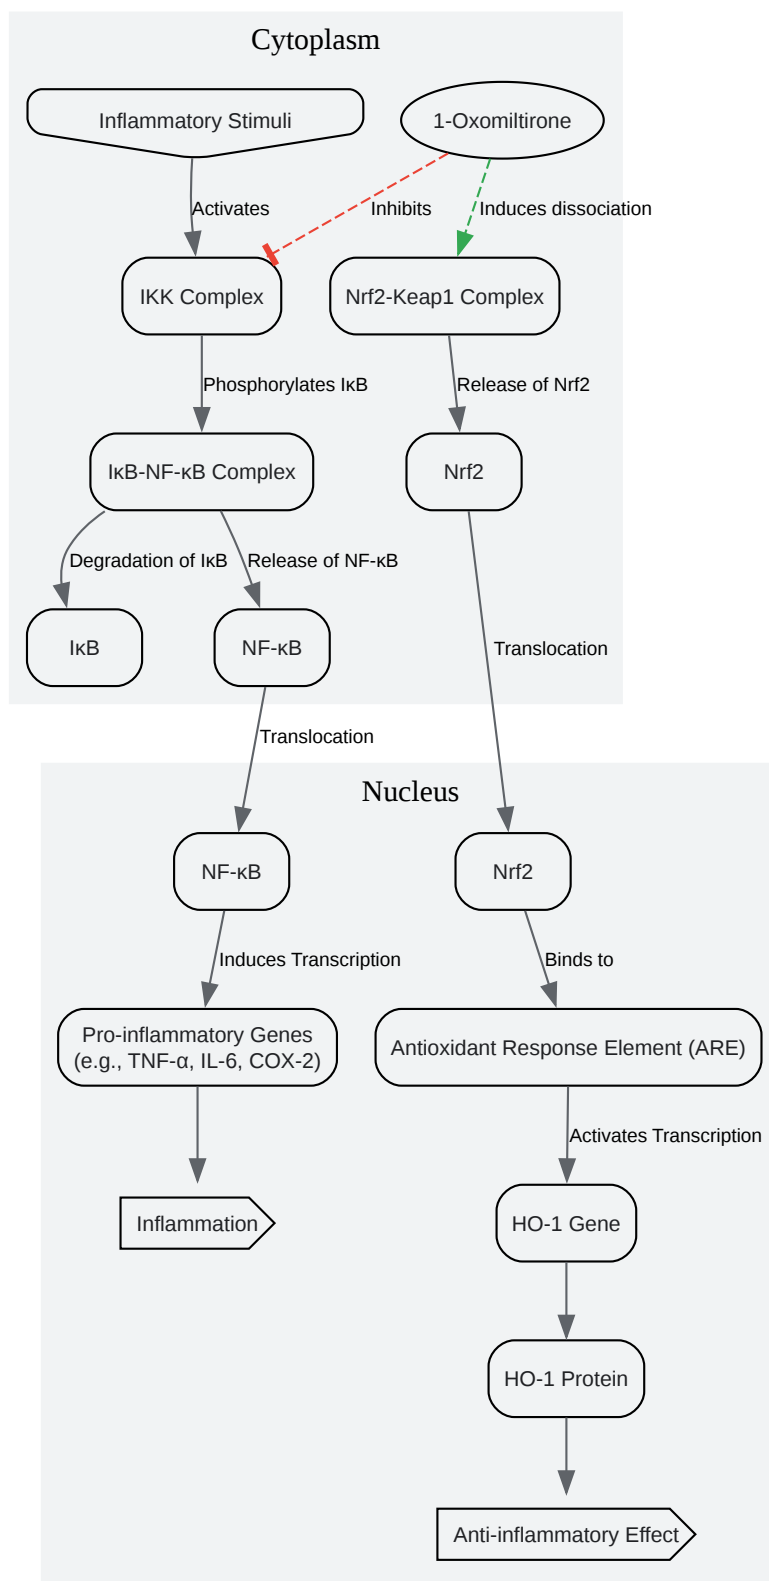 Cytoplasm
Inflammatory Stimuli
1-Oxomiltirone
Activates
Inhibits
Induces dissociation
IKK Complex
Nrf2-Keap1 Complex
Phosphorylates IκB
Release of Nrf2
IκB-NF-κB Complex
Nrf2
Degradation of IκB
Release of NF-κB
IκB
NF-κB
Translocation
Translocation
Nucleus
NF-κB
Nrf2
Induces Transcription
Binds to
Pro-inflammatory Genes
(e.g., TNF-α, IL-6, COX-2)
Antioxidant Response Element (ARE)
Activates Transcription
Inflammation
HO-1 Gene
HO-1 Protein
Anti-inflammatory Effect